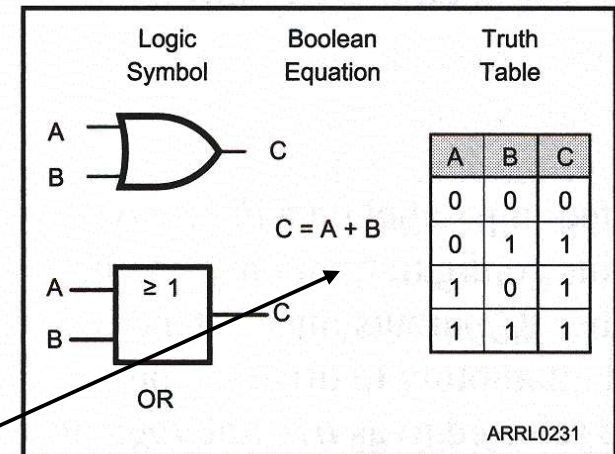 Logic Symbol
Boolean Equation
Truth Table
A
B
C
C = A + B
A
B
≥ 1
C
OR
A B C
0 0 0
0 1 1
1 0 1
1 1 1
ARRL0231